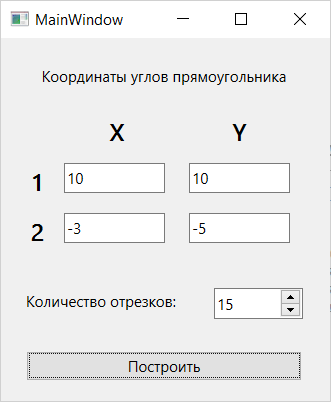 MainWindow
Координаты углов прямоугольника
X Y
1 10 10
2 -3 -5
Количество отрезков: 15
Построить